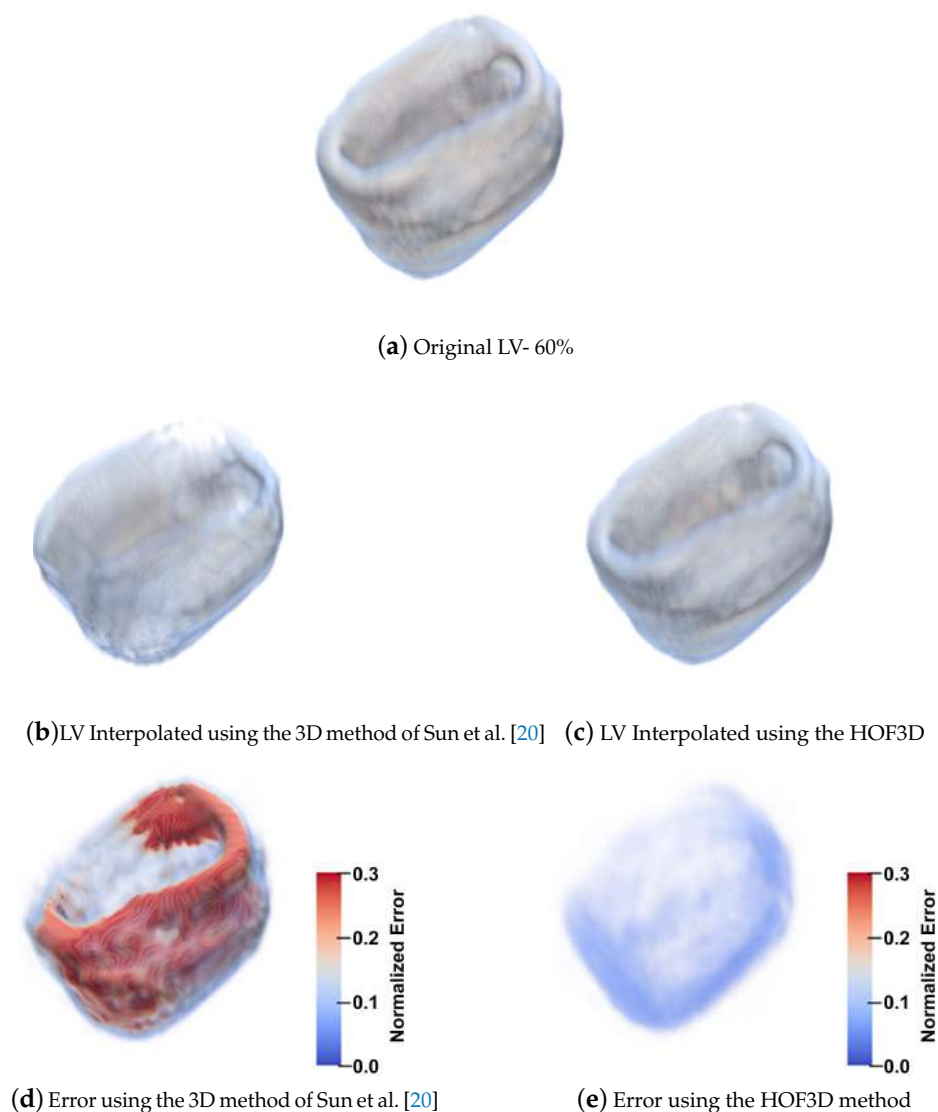 (a) Original LV- 60%
(b)LV Interpolated using the 3D method of Sun et al. [20]
(c) LV Interpolated using the HOF3D
0.3
0.2
0.1
0.0
Normalized Error
0.3
0.2
0.1
0.0
Normalized Error
(d) Error using the 3D method of Sun et al. [20]
(e) Error using the HOF3D method